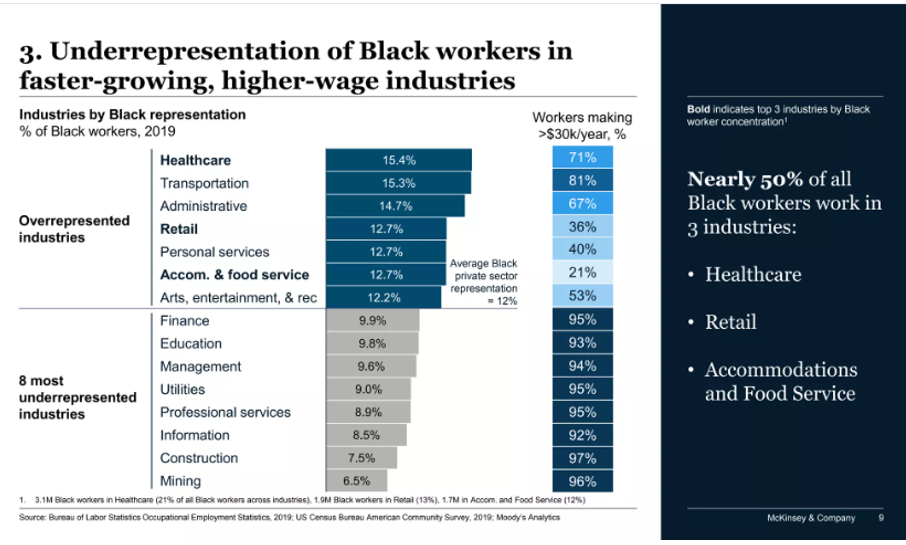 3. Underrepresentation of Black workers in
faster-growing, higher-wage industries
Industries by Black representation
% of Black workers, 2019
Workers making
>$30k/year, %
Overrepresented
industries
Healthcare 15.4% 71%
Transportation 15.3% 81%
Administrative 14.7% 67%
Retail 12.7% 36%
Personal services 12.7% 40%
Accom. & food service 12.7% 21%
Arts, entertainment, & rec 12.2% 53%
Average Black
private sector
representation
= 12%
8 most
underrepresented
industries
Finance 9.9% 95%
Education 9.8% 93%
Management 9.6% 94%
Utilities 9.0% 95%
Professional services 8.9% 95%
Information 8.5% 92%
Construction 7.5% 97%
Mining 6.5% 96%
1. 3.1M Black workers in Healthcare (21% of all Black workers across industries), 1.9M Black workers in Retail (13%), 1.7M in Accom. and Food Service (12%)
Source: Bureau of Labor Statistics Occupational Employment Statistics, 2019; US Census Bureau American Community Survey, 2019; Moody's Analytics
Bold indicates top 3 industries by Black
worker concentration¹
Nearly 50% of all
Black workers work in
3 industries:
• Healthcare
• Retail
• Accommodations
and Food Service
McKinsey & Company 9